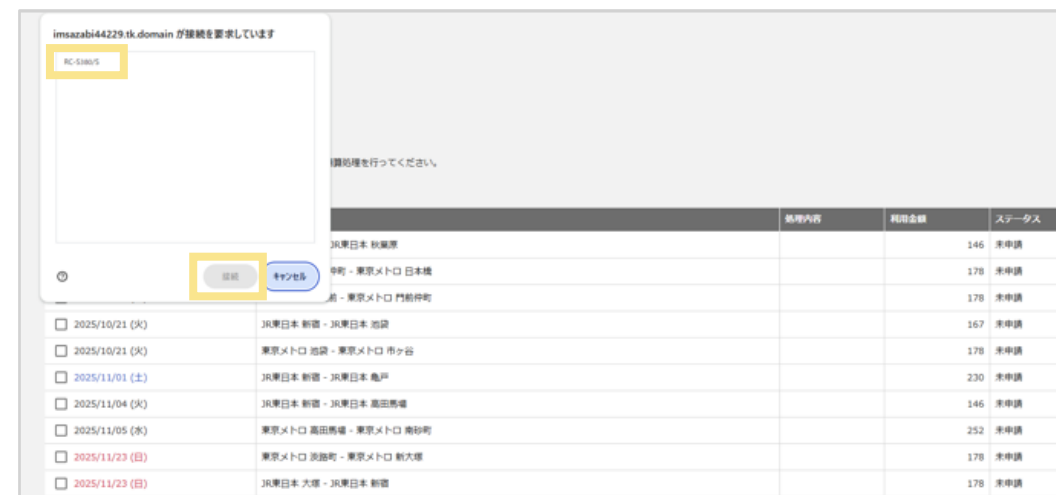 imsazabi44229.tk.domain が接続を要求しています
RC-S380/S
接続
キャンセル
算処理を行ってください。
処理内容 利用金額 ステータス
JR東日本 秋葉原 146 未申請
仲町 - 東京メトロ 日本橋 178 未申請
前 - 東京メトロ 門前仲町 178 未申請
2025/10/21 (火) JR東日本 新宿 - JR東日本 池袋 167 未申請
2025/10/21 (火) 東京メトロ 池袋 - 東京メトロ 市ヶ谷 178 未申請
2025/11/01 (土) JR東日本 新宿 - JR東日本 亀戸 230 未申請
2025/11/04 (火) JR東日本 新宿 - JR東日本 高田馬場 146 未申請
2025/11/05 (水) 東京メトロ 高田馬場 - 東京メトロ 南砂町 252 未申請
2025/11/23 (日) 東京メトロ 淡路町 - 東京メトロ 新大塚 178 未申請
2025/11/23 (日) JR東日本 大塚 - JR東日本 新宿 178 未申請